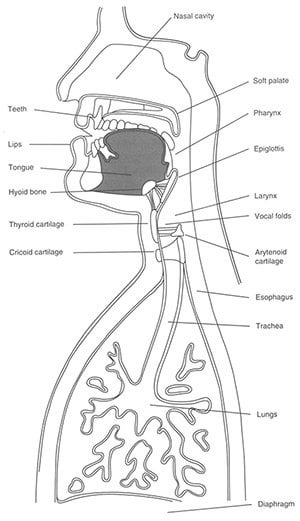 Nasal cavity
Soft palate
Teeth
Pharynx
Lips
Epiglottis
Tongue
Hyoid bone
Larynx
Thyroid cartilage
Vocal folds
Cricoid cartilage
Arytenoid
cartilage
Esophagus
Trachea
Lungs
Diaphragm